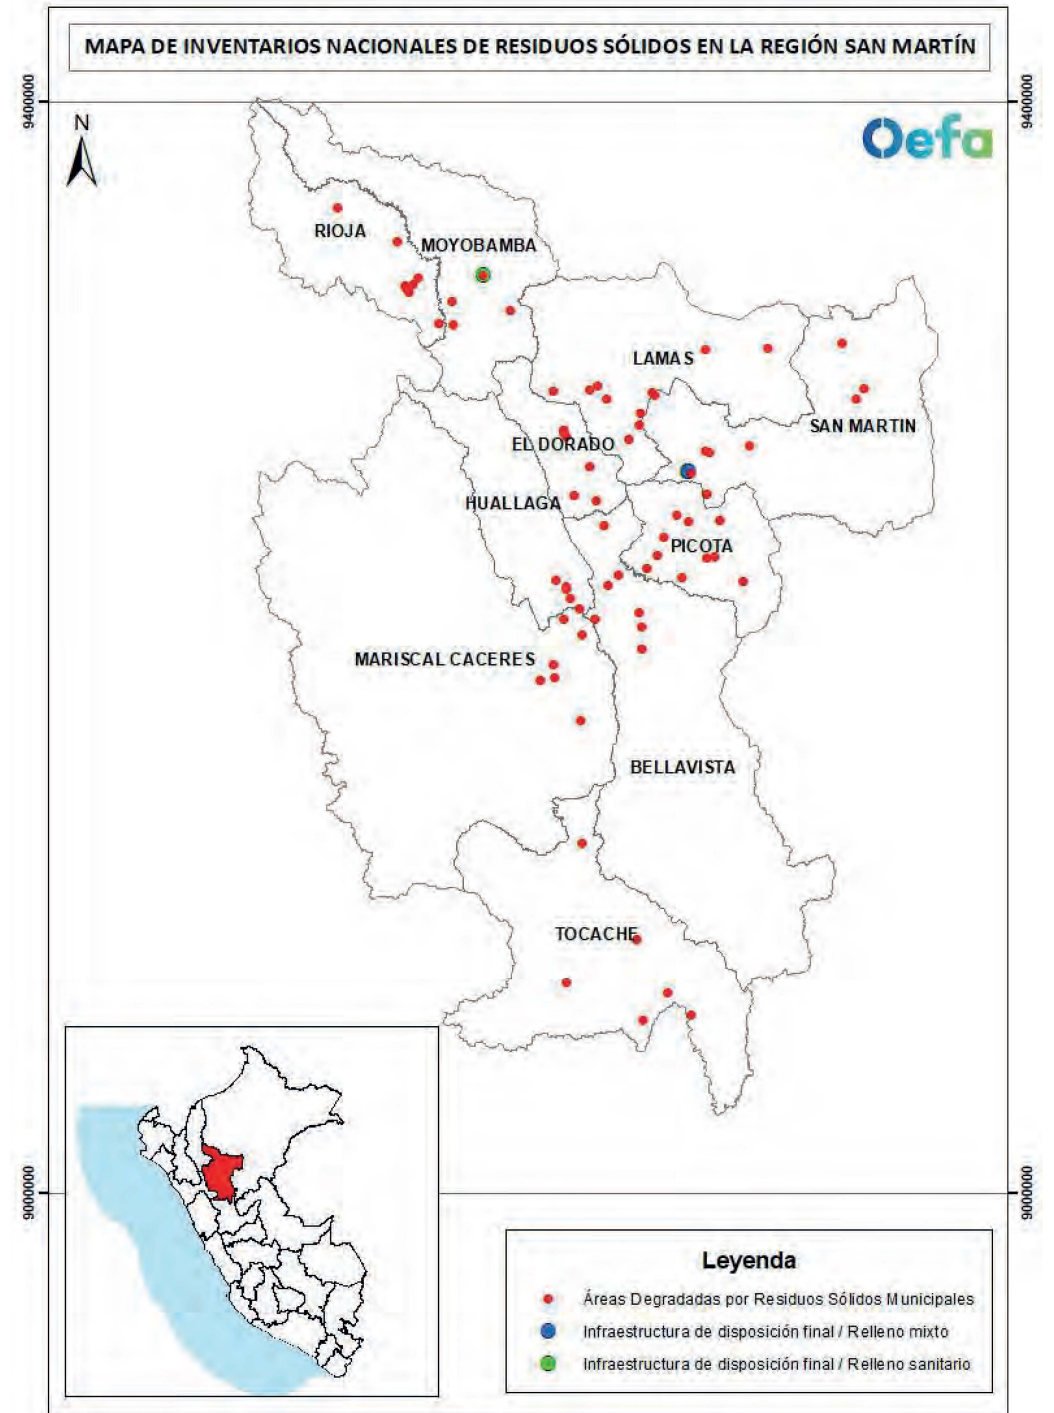 MAPA DE INVENTARIOS NACIONALES DE RESIDUOS SÓLIDOS EN LA REGIÓN SAN MARTÍN
9400000
9400000
N
Oefa
RIOJA
MOYOBAMBA
LAMAS
SAN MARTIN
EL DORADO
HUALLAGA
PICOTA
MARISCAL CACERES
BELLAVISTA
TOCACHE
9000000
9000000
Leyenda
Áreas Degradadas por Residuos Sólidos Municipales
Infraestructura de disposición final / Relleno mixto
Infraestructura de disposición final / Relleno sanitario